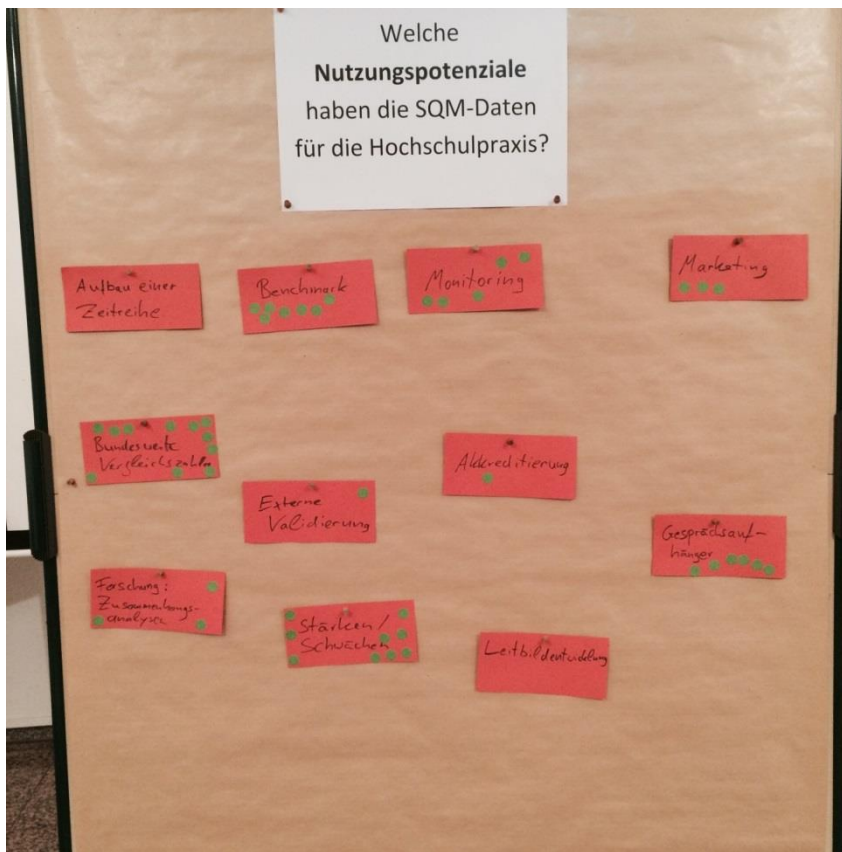 Welche
Nutzungspotenziale
haben die SQM-Daten
für die Hochschulpraxis?
Aufbau einer
Zeitreihe
Benchmark
Monitoring
Marketing
Bundesweite
Vergleichszahlen
Externe
Validierung
Akkreditierung
Gesprächsauf-
hänger
Forschung:
Zusammenhangs-
analyse
Stärken/
Schwächen
Leitbildentwicklung